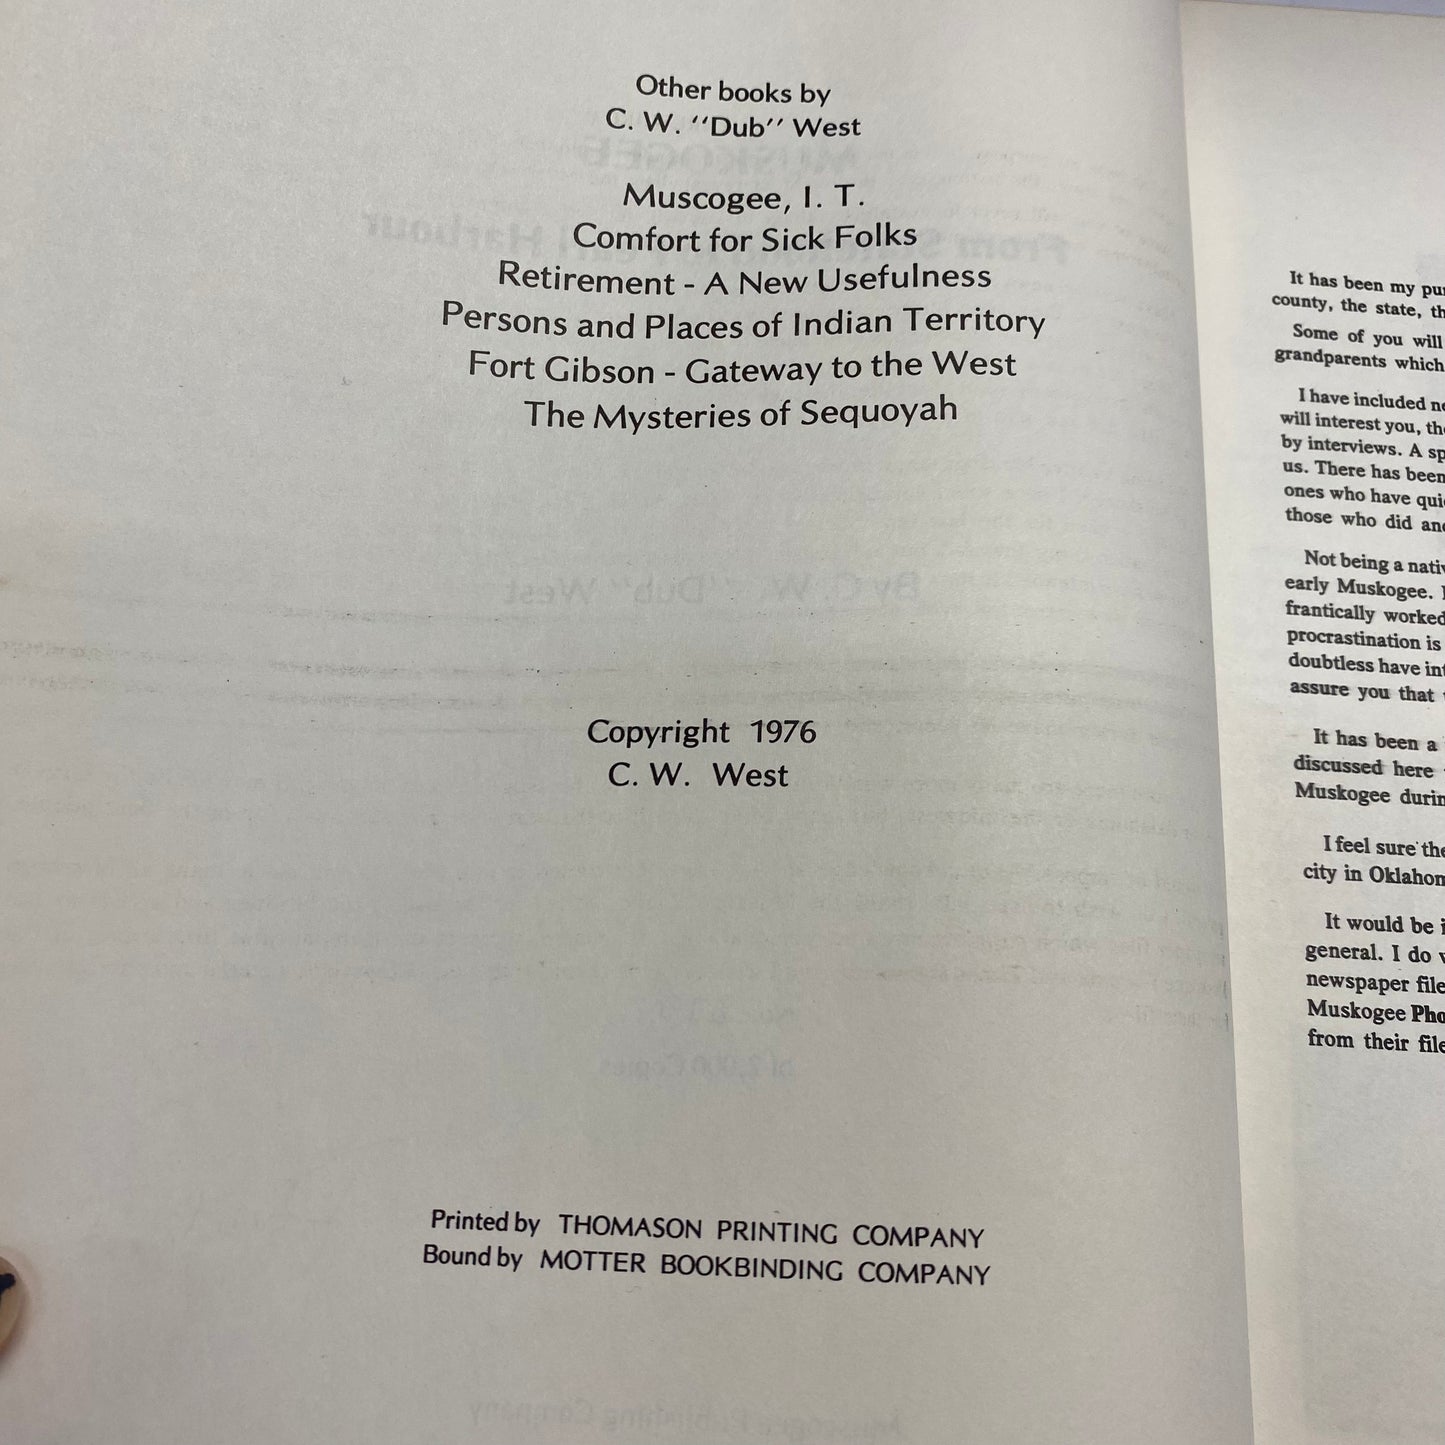 Other books by
C. W. "Dub" West
Muscogee, I. T.
Comfort for Sick Folks
Retirement - A New Usefulness
Persons and Places of Indian Territory
Fort Gibson - Gateway to the West
The Mysteries of Sequoyah
Copyright 1976
C. W. West
Printed by THOMASON PRINTING COMPANY
Bound by MOTTER BOOKBINDING COMPANY
It has been my
county, the state,
Some of you will
grandparents which
I have included
will interest you,
by interviews. A
us. There has been
ones who have
those who did
Not being a
early Muskogee.
frantically worked
procrastination is
doubtless have
assure you that
It has been a
discussed here
Muskogee
I feel sure
city in
It would be
general. I do
newspaper
Muskogee
from their